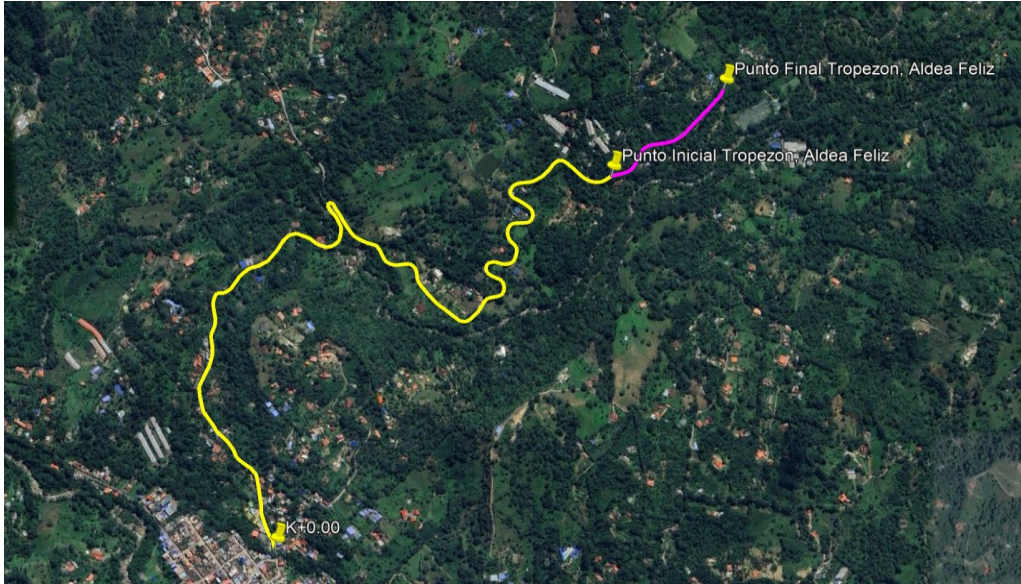 Punto Final Tropezon, Aldea Feliz
Punto Inicial Tropezon, Aldea Feliz
K+0.00